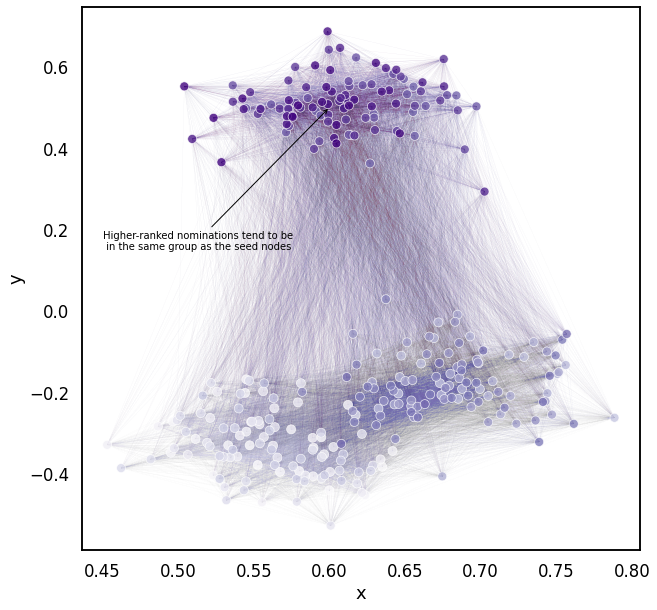 0.6
0.4
0.2
0.0
−0.2
−0.4
y
Higher-ranked nominations tend to be
in the same group as the seed nodes
0.45 0.50 0.55 0.60 0.65 0.70 0.75 0.80
x